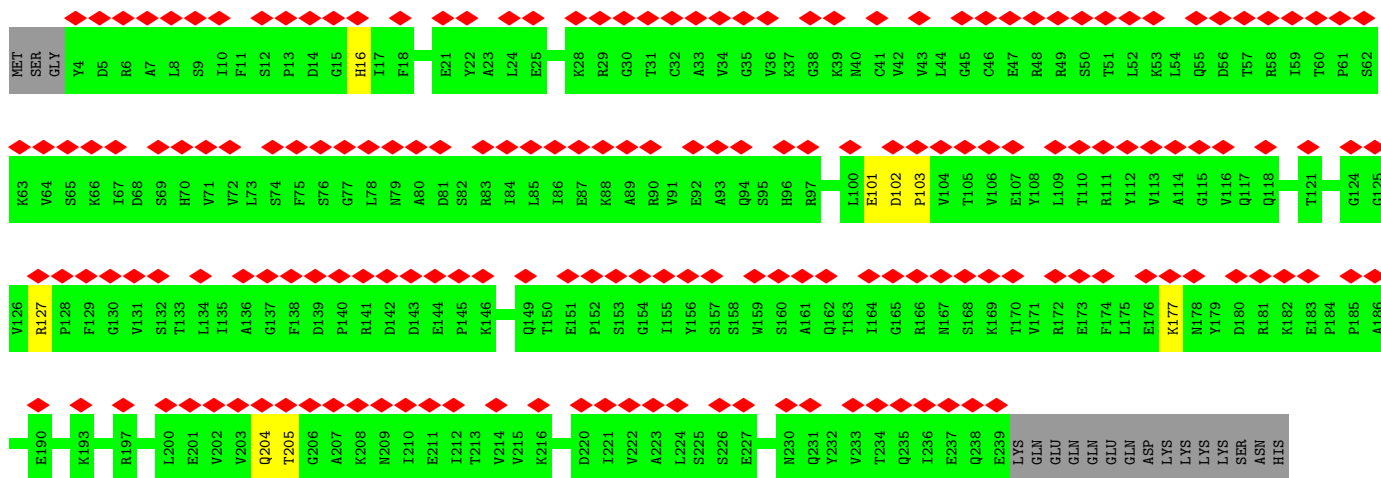 MET SER GLY Y4 D5 R6 A7 L8 S9 I10 F11 S12 P13 D14 G15 H16 I17 F18 E21 Y22 A23 L24 E25 K28 R29 G30 T31 C32 A33 V34 G35 V36 K37 G38 K39 N40 C41 V42 V43 L44 G45 C46 E47 R48 R49 S50 T51 L52 K53 L54 Q55 D56 T57 R58 I59 T60 P61 S62
K63 V64 S65 K66 I67 D68 S69 H70 V71 V72 L73 S74 F75 S76 G77 L78 N79 A80 D81 S82 R83 I84 L85 I86 E87 K88 A89 R90 V91 E92 A93 Q94 S95 H96 R97 L100 E101 D102 P103 V104 T105 V106 E107 Y108 L109 T110 R111 Y112 V113 A114 G115 V116 Q117 Q118 T121 G124 G125
V126 R127 P128 F129 G130 V131 S132 T133 L134 I135 A136 G137 F138 D139 P140 R141 D142 D143 E144 P145 K146 Q149 T150 E151 P152 S153 G154 I155 Y156 S157 S158 W159 S160 A161 Q162 T163 I164 G165 R166 N167 S168 K169 T170 V171 R172 E173 F174 L175 E176 K177 N178 Y179 D180 R181 K182 E183 P184 P185 A186
E190 K193 R197 L200 E201 V202 V203 Q204 T205 G206 A207 K208 N209 I210 E211 I212 T213 V214 V215 K216 D220 I221 V222 A223 L224 S225 S226 E227 N230 Q231 Y232 V233 T234 Q235 I236 E237 Q238 E239 LYS GLN GLU GLN GLN GLU GLN ASP LYS LYS LYS LYS SER ASN HIS